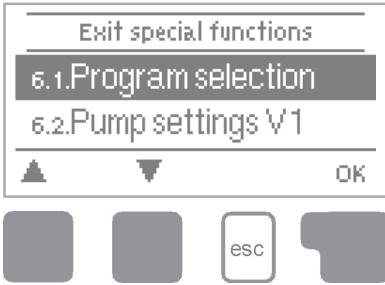 Exit special functions
6.1.Program selection
6.2.Pump settings V1
OK
esc